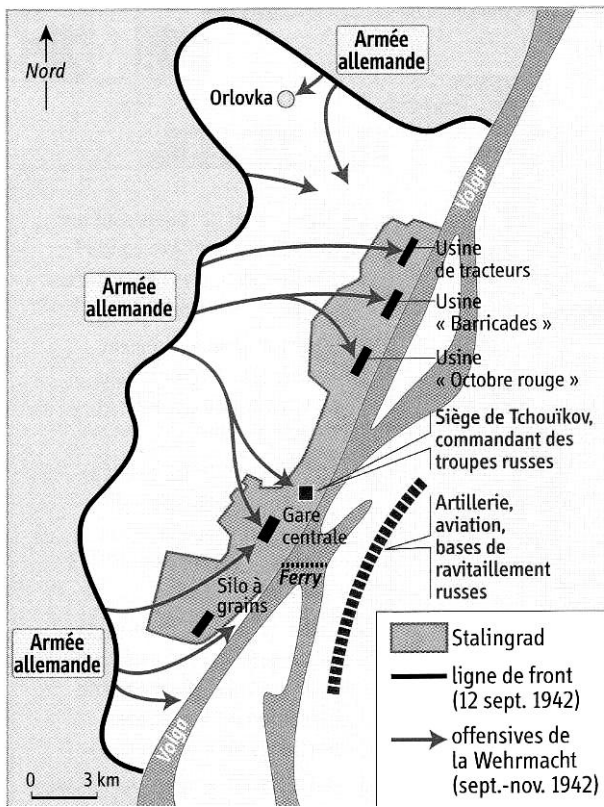 Nord
Armée
allemande
Orlovka
Volga
Usine
de tracteurs
Armée
allemande
Usine
« Barricades »
Usine
« Octobre rouge »
Siège de Tchouïkov,
commandant des
troupes russes
Gare
centrale
Artillerie,
aviation,
bases de
ravitaillement
russes
Ferry
Silo à
grains
Armée
allemande
Volga
0 3 km
Stalingrad
ligne de front
(12 sept. 1942)
offensives de
la Wehrmacht
(sept.-nov. 1942)